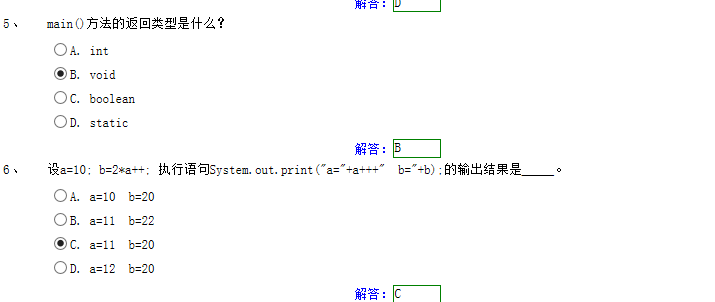 解答: D
5、 main()方法的返回类型是什么?
A. int
B. void
C. boolean
D. static
解答: B
6、 设a=10; b=2*a++; 执行语句System.out.print("a="+a+++" b="+b);的输出结果是_____。
A. a=10 b=20
B. a=11 b=22
C. a=11 b=20
D. a=12 b=20
解答: C